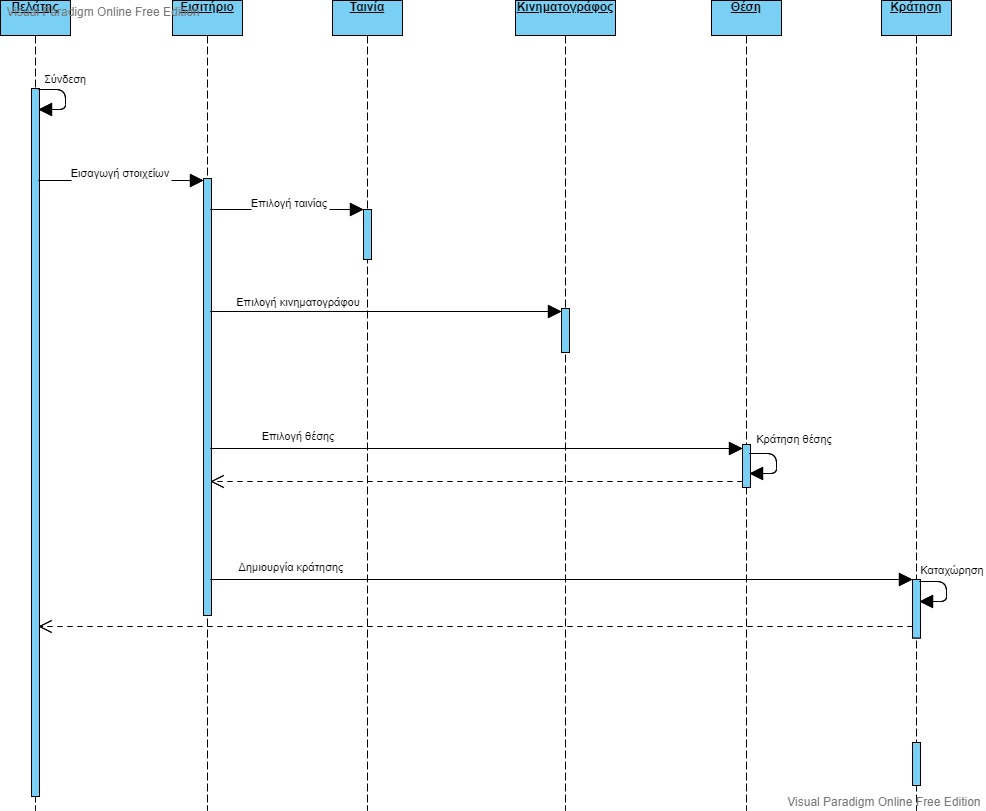 Πελάτης
Εισιτήριο
Ταινία
Κινηματογράφος
Θέση
Κράτηση
Visual Paradigm Online Free Edition
Σύνδεση
Εισαγωγή στοιχείων
Επιλογή ταινίας
Επιλογή κινηματογράφου
Επιλογή θέσης
Κράτηση θέσης
Δημιουργία κράτησης
Καταχώρηση
Visual Paradigm Online Free Edition